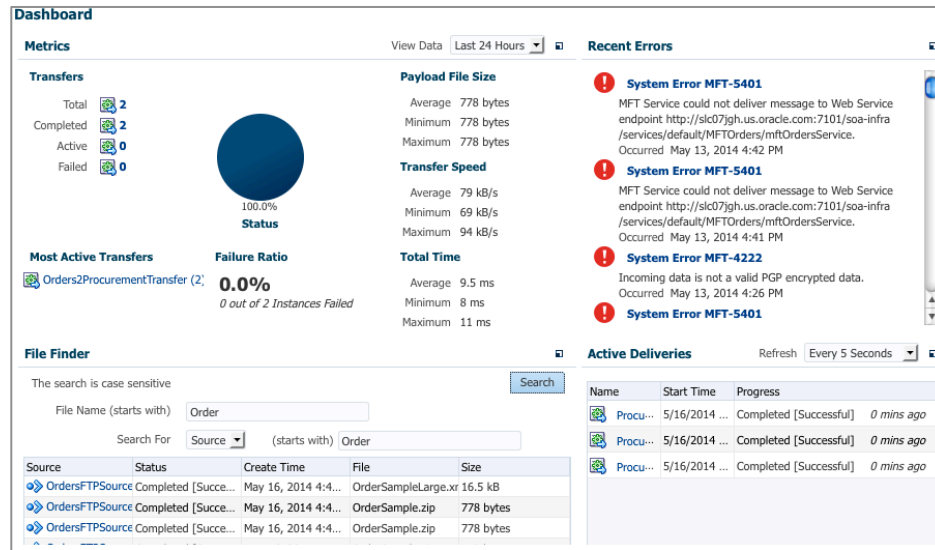 Dashboard
Metrics
View Data Last 24 Hours
Transfers
Total 2
Completed 2
Active 0
Failed 0
100.0%
Status
Payload File Size
Average 778 bytes
Minimum 778 bytes
Maximum 778 bytes
Transfer Speed
Average 79 kB/s
Minimum 69 kB/s
Maximum 94 kB/s
Most Active Transfers
Orders2ProcurementTransfer (2)
Failure Ratio
0.0%
0 out of 2 Instances Failed
Total Time
Average 9.5 ms
Minimum 8 ms
Maximum 11 ms
Recent Errors
System Error MFT-5401
MFT Service could not deliver message to Web Service
endpoint http://slc07jgh.us.oracle.com:7101/soa-infra
/services/default/MFTOrders/mftOrdersService.
Occurred May 13, 2014 4:42 PM
System Error MFT-5401
MFT Service could not deliver message to Web Service
endpoint http://slc07jgh.us.oracle.com:7101/soa-infra
/services/default/MFTOrders/mftOrdersService.
Occurred May 13, 2014 4:41 PM
System Error MFT-4222
Incoming data is not a valid PGP encrypted data.
Occurred May 13, 2014 4:26 PM
System Error MFT-5401
File Finder
The search is case sensitive
Search
File Name (starts with) Order
Search For Source (starts with) Order
Source Status Create Time File Size
OrdersFTPSource Completed [Succe... May 16, 2014 4:4... OrderSampleLarge.xr 16.5 kB
OrdersFTPSource Completed [Succe... May 16, 2014 4:4... OrderSample.zip 778 bytes
OrdersFTPSource Completed [Succe... May 16, 2014 4:4... OrderSample.zip 778 bytes
Active Deliveries
Refresh Every 5 Seconds
Name Start Time Progress
Procu... 5/16/2014 ... Completed [Successful] 0 mins ago
Procu... 5/16/2014 ... Completed [Successful] 0 mins ago
Procu... 5/16/2014 ... Completed [Successful] 0 mins ago